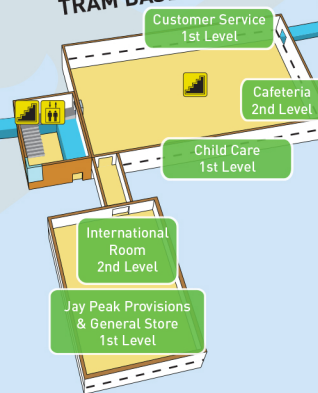 TRAM
Customer Service
1st Level
Cafeteria
2nd Level
Child Care
1st Level
International
Room
2nd Level
Jay Peak Provisions
& General Store
1st Level